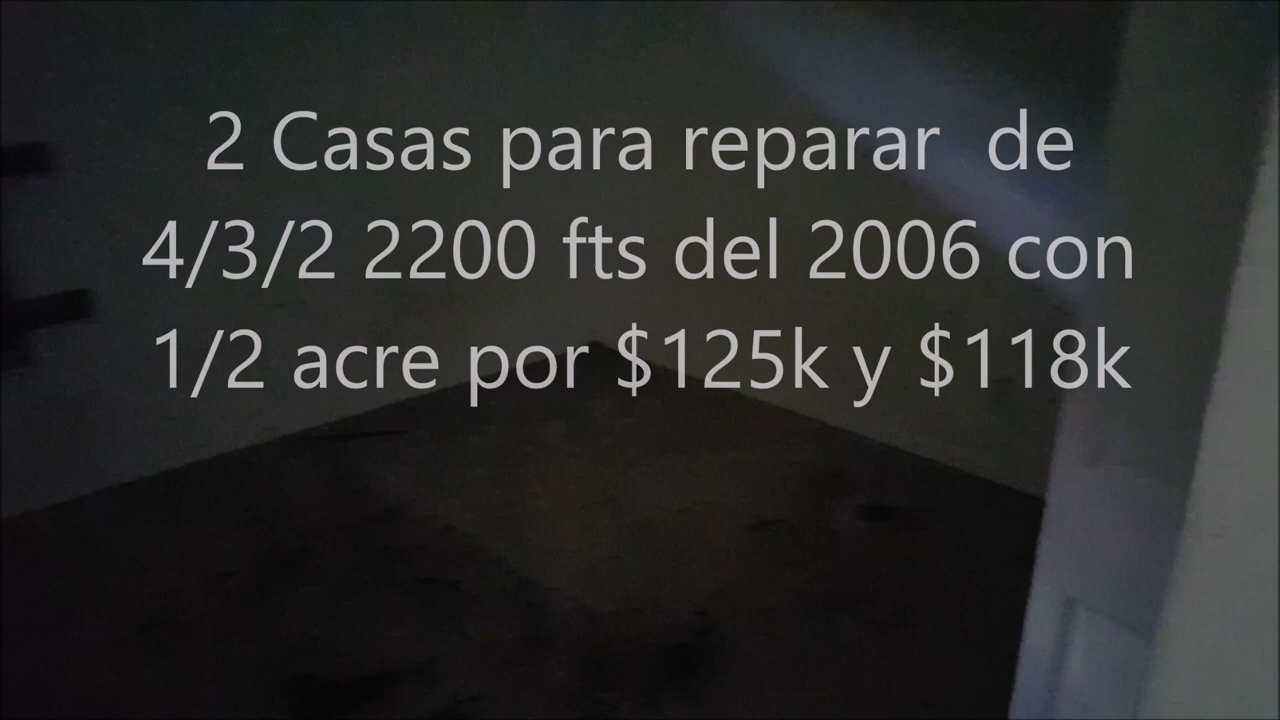 2 Casas para reparar  de
4/3/2 2200 fts del 2006 con
1/2 acre por $125k y $118k